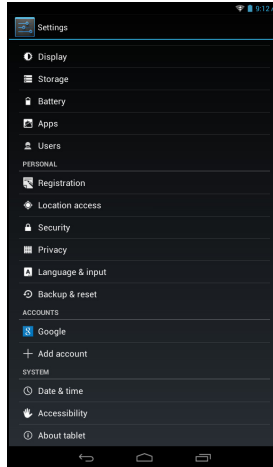 9:12
Settings
Display
Storage
Battery
Apps
Users
PERSONAL
Registration
Location access
Security
Privacy
Language & input
Backup & reset
ACCOUNTS
Google
Add account
SYSTEM
Date & time
Accessibility
About tablet